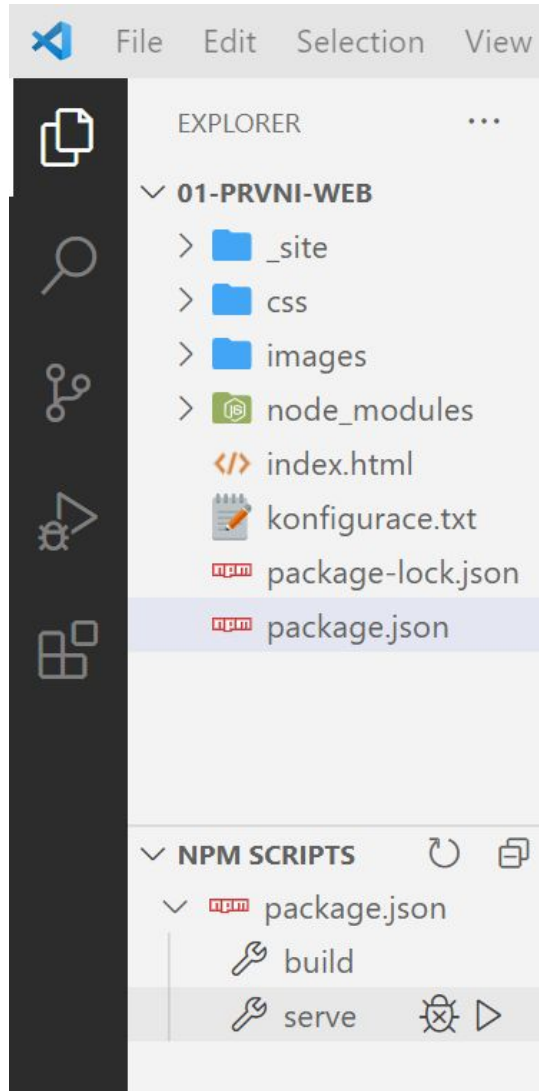 File Edit Selection View
EXPLORER ...
01-PRVNI-WEB
_site
css
images
node_modules
index.html
konfigurace.txt
package-lock.json
package.json
NPM SCRIPTS
package.json
build
serve